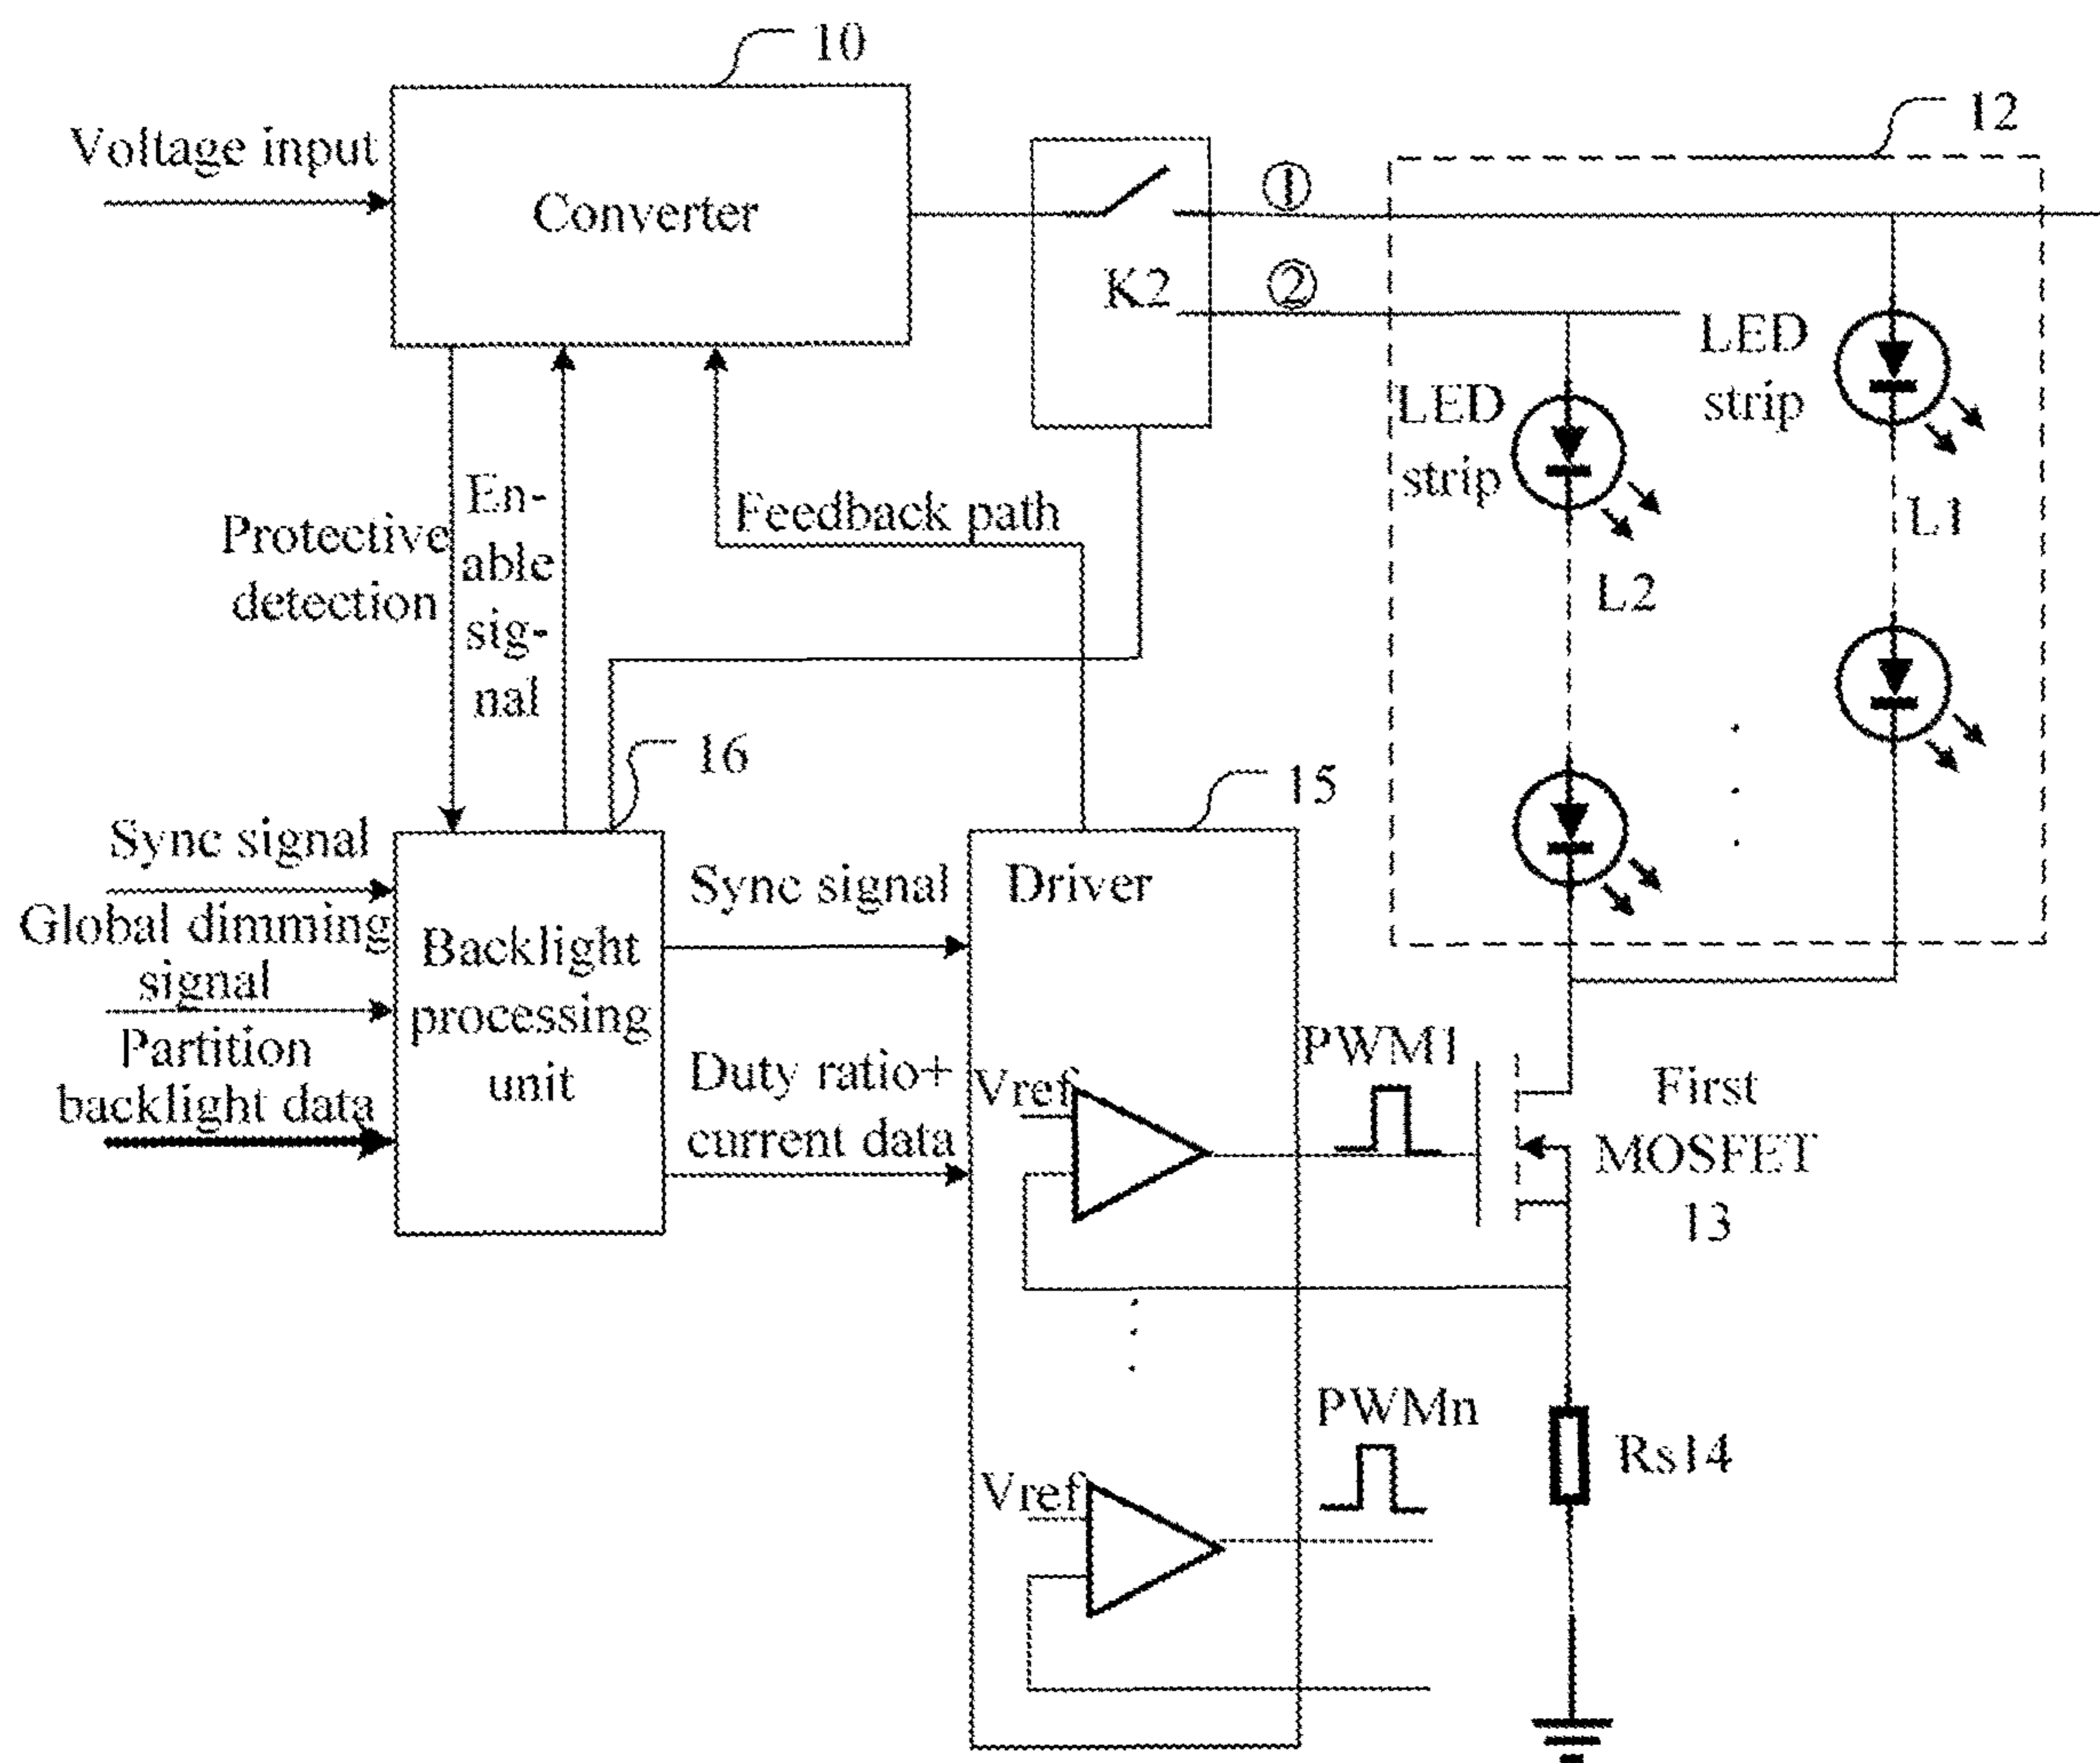 10
12
Voltage input
Converter
①
K2
②
LED
strip
LED
strip
L1
L2
Protective
detection
En-
able
sig-
nal
Feedback path
16
15
Sync signal
Global dimming
signal
Partition
backlight data
Backlight
processing
unit
Sync signal
Duty ratio+
current data
Driver
Vref
PWM1
First
MOSFET
13
PWMn
Vref
Rs14